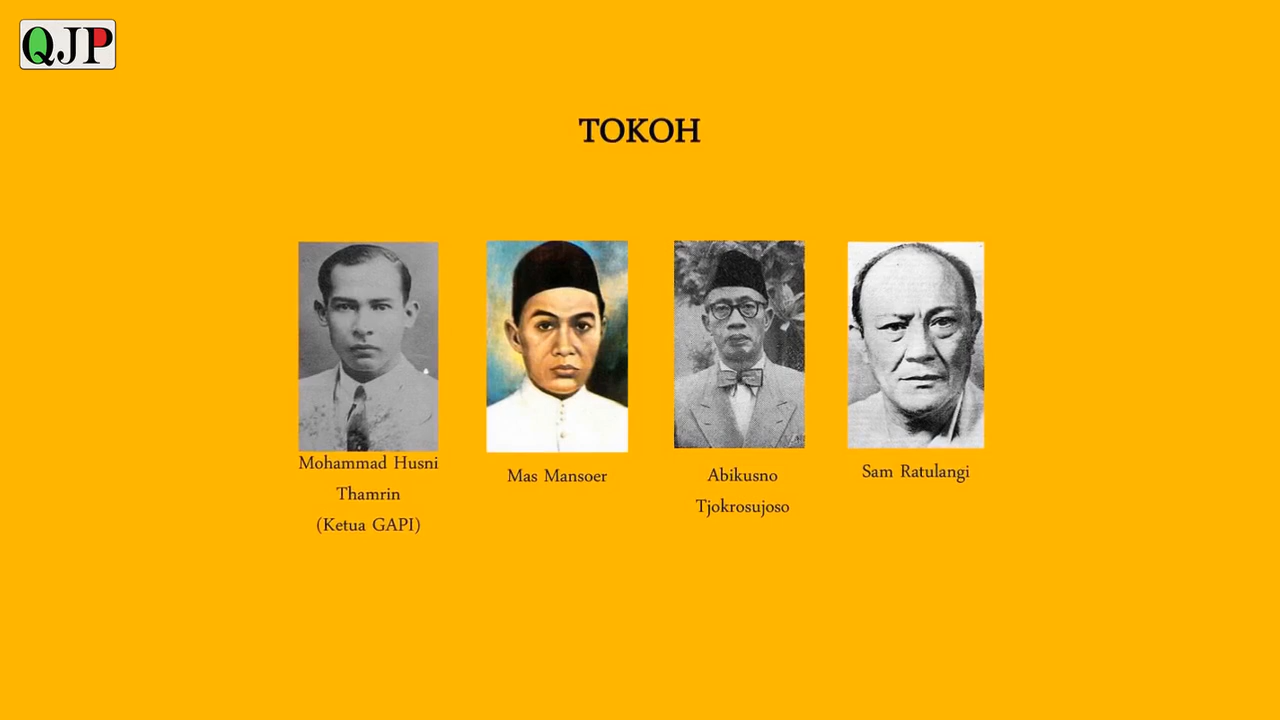 QJP
TOKOH
Mohammad Husni
Thamrin
(Ketua GAPI)
Mas Mansoer
Abikusno
Tjokrosujoso
Sam Ratulangi